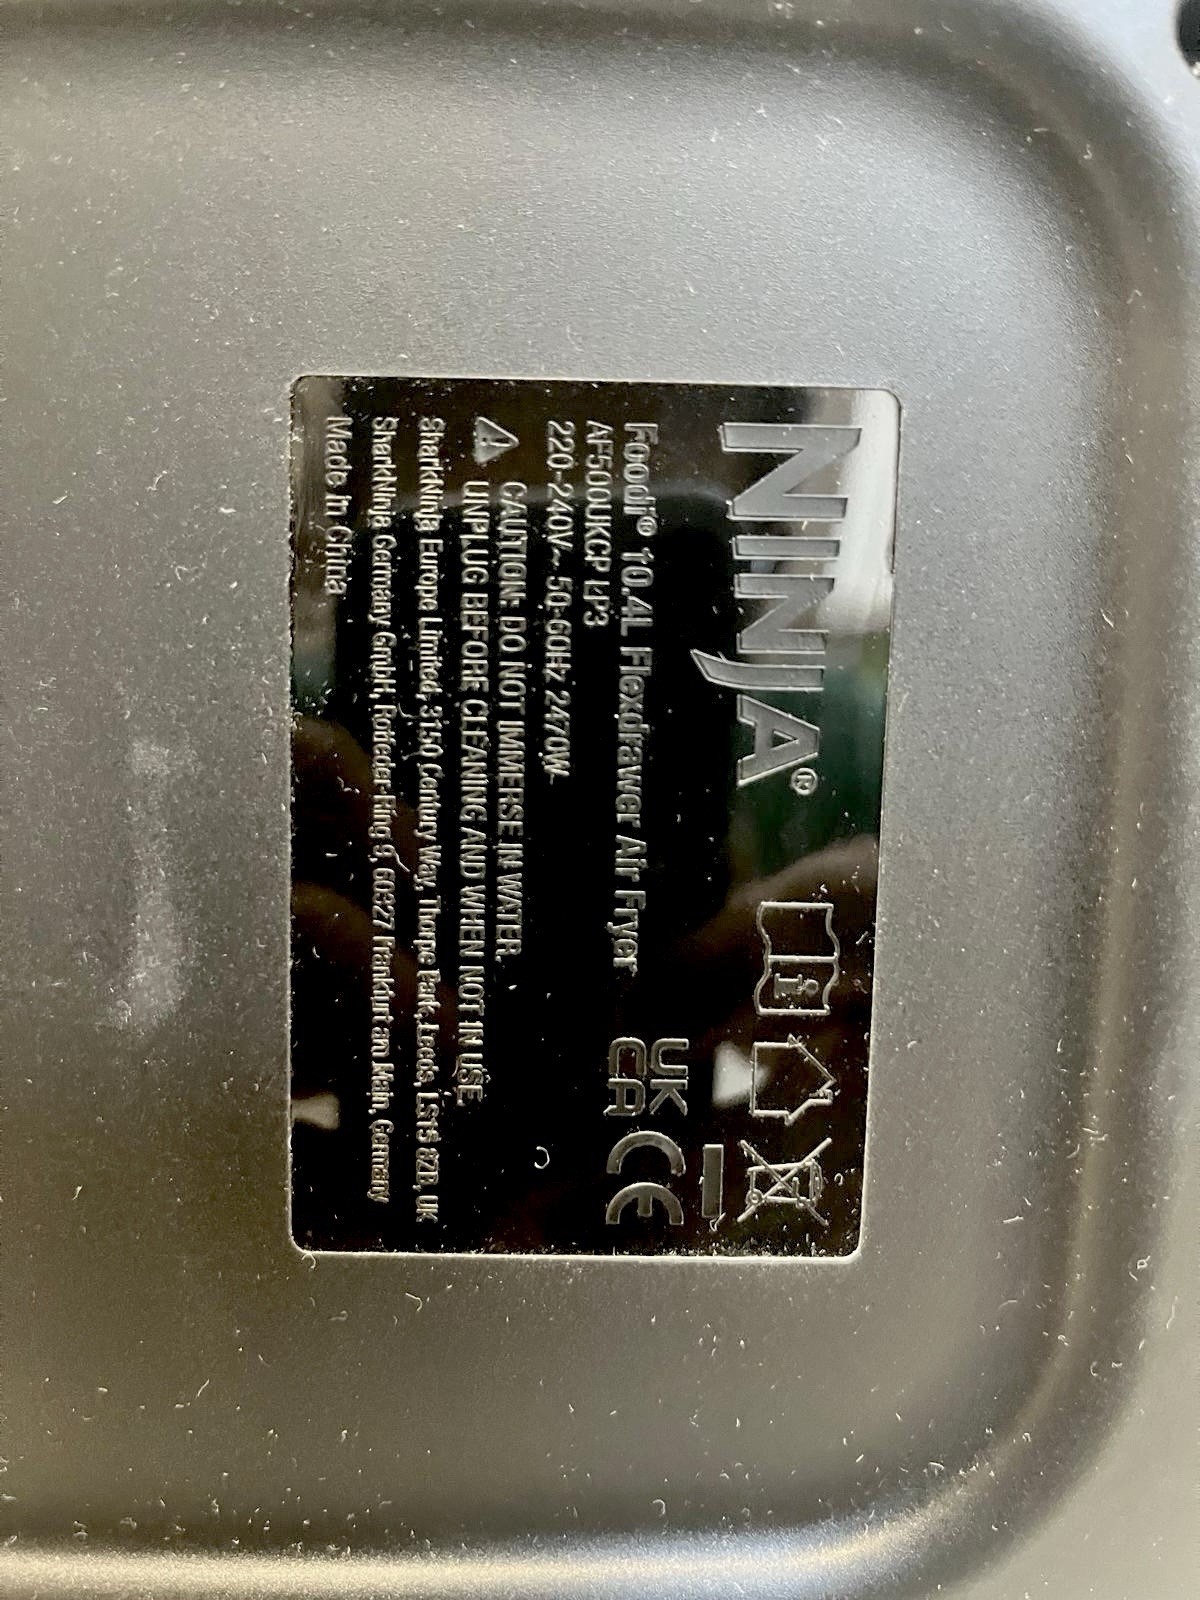 NINJA®
Foodi® 10.4L Flexdrawer Air Fryer
AF500UKCP LP3
220-240V~ 50-60Hz 2470W
CAUTION: DO NOT IMMERSE IN WATER.
UNPLUG BEFORE CLEANING AND WHEN NOT IN USE
SharkNinja Europe Limited, 3150 Century Way, Thorpe Park, Leeds, LS15 8ZB, UK
SharkNinja Germany GmbH, Rotfeder-Ring 9, 60327 Frankfurt am Main, Germany
Made in China
UK
CA
CE